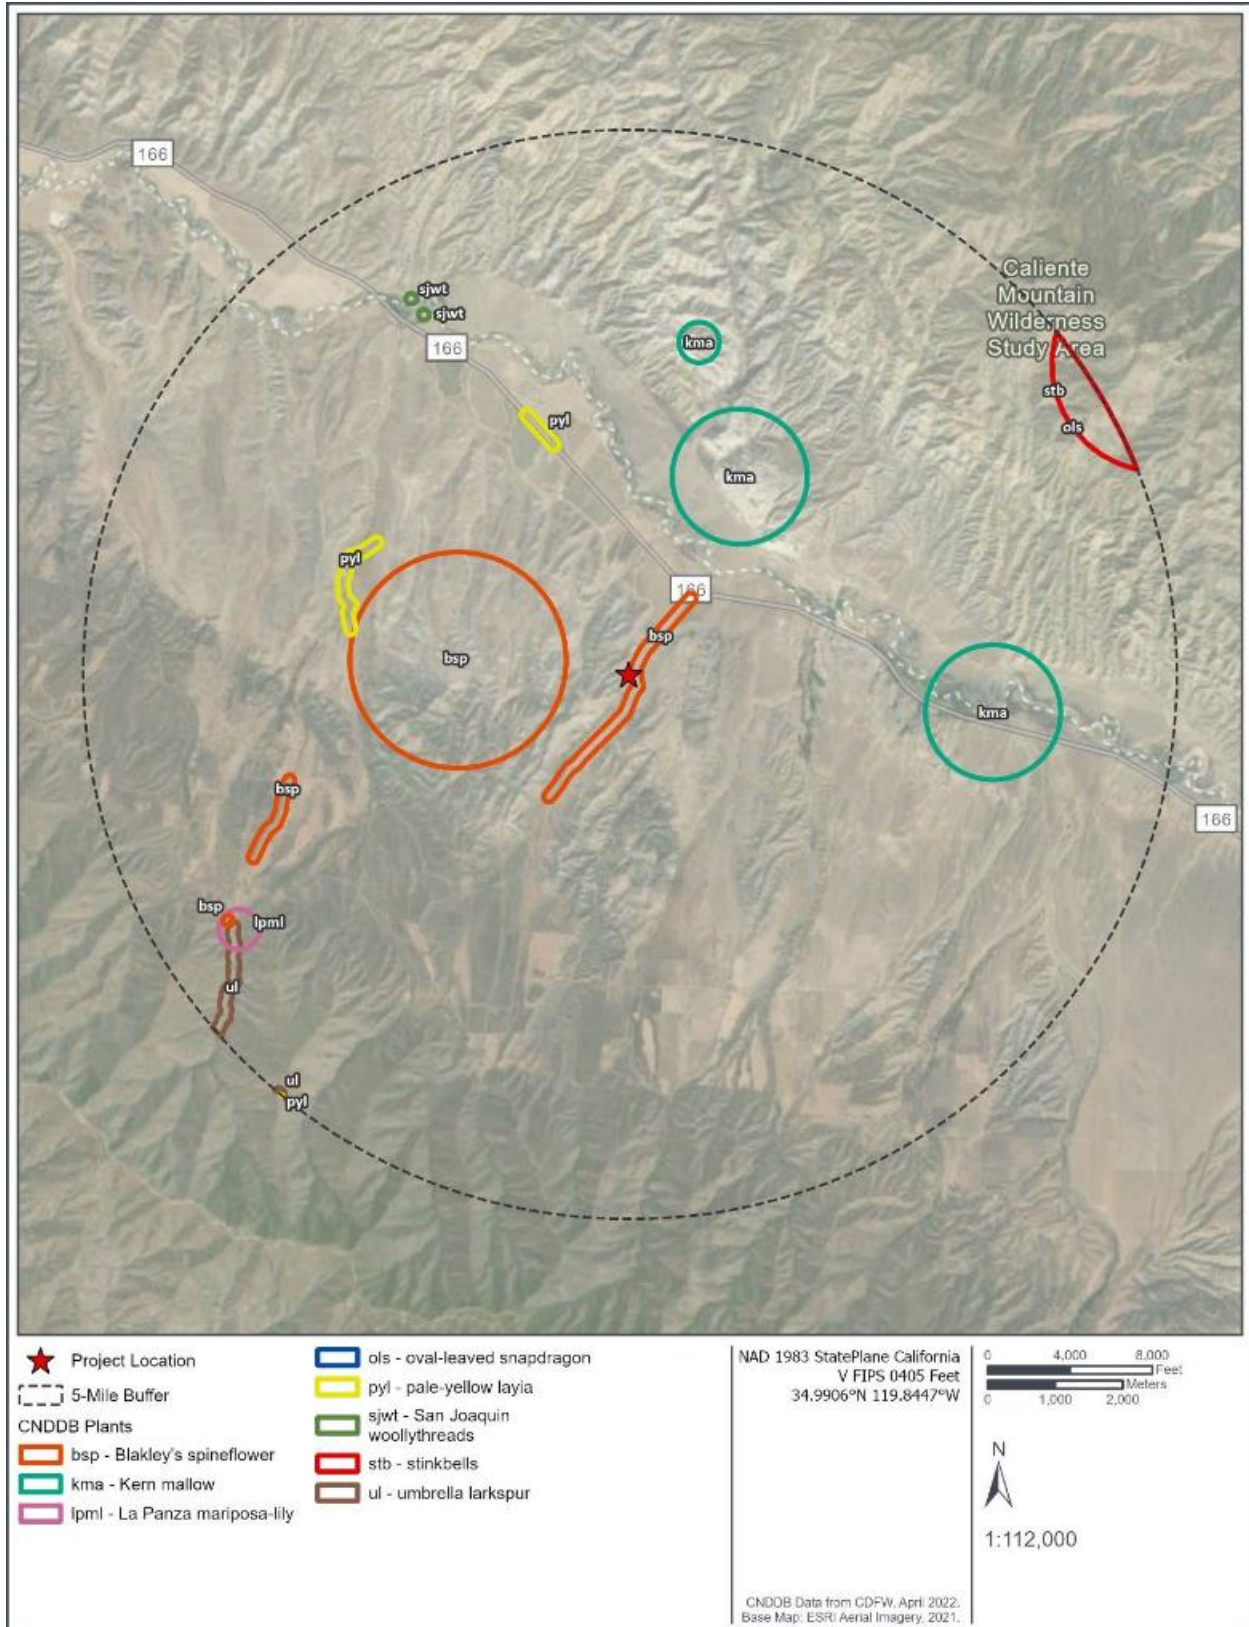 166
Caliente
Mountain
Wilderness
Study Area
sjwt
sjwt
166
kma
stb
pyl
ols
kma
pyl
166
bsp
bsp
kma
bsp
166
bsp
lpml
ul
ul
pyl
Project Location
5-Mile Buffer
CNDDB Plants
bsp - Blakley's spineflower
kma - Kern mallow
lpml - La Panza mariposa-lily
ols - oval-leaved snapdragon
pyl - pale-yellow layia
sjwt - San Joaquin
woollythreads
stb - stinkbells
ul - umbrella larkspur
NAD 1983 StatePlane California
V FIPS 0405 Feet
34.9906°N 119.8447°W
CNDDB Data from CDFW, April 2022.
Base Map: ESRI Aerial Imagery, 2021.
0 4,000 8,000
Feet
Meters
0 1,000 2,000
N
1:112,000